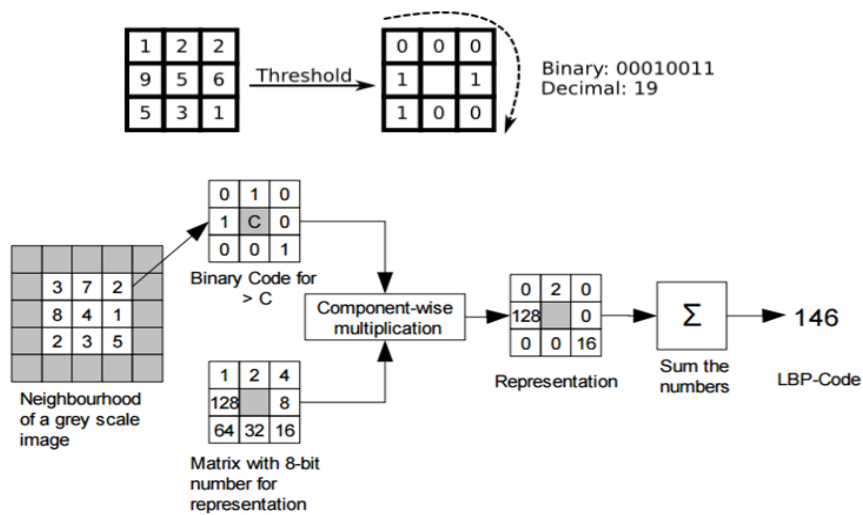 1 2 2
9 5 6
5 3 1
Threshold
0 0 0
1 1
1 0 0
Binary: 00010011
Decimal: 19
3 7 2
8 4 1
2 3 5
Neighbourhood
of a grey scale
image
0 1 0
1 C 0
0 0 1
Binary Code for
> C
1 2 4
128 8
64 32 16
Matrix with 8-bit
number for
representation
Component-wise
multiplication
0 2 0
128 0
0 0 16
Representation
Σ
Sum the
numbers
146
LBP-Code